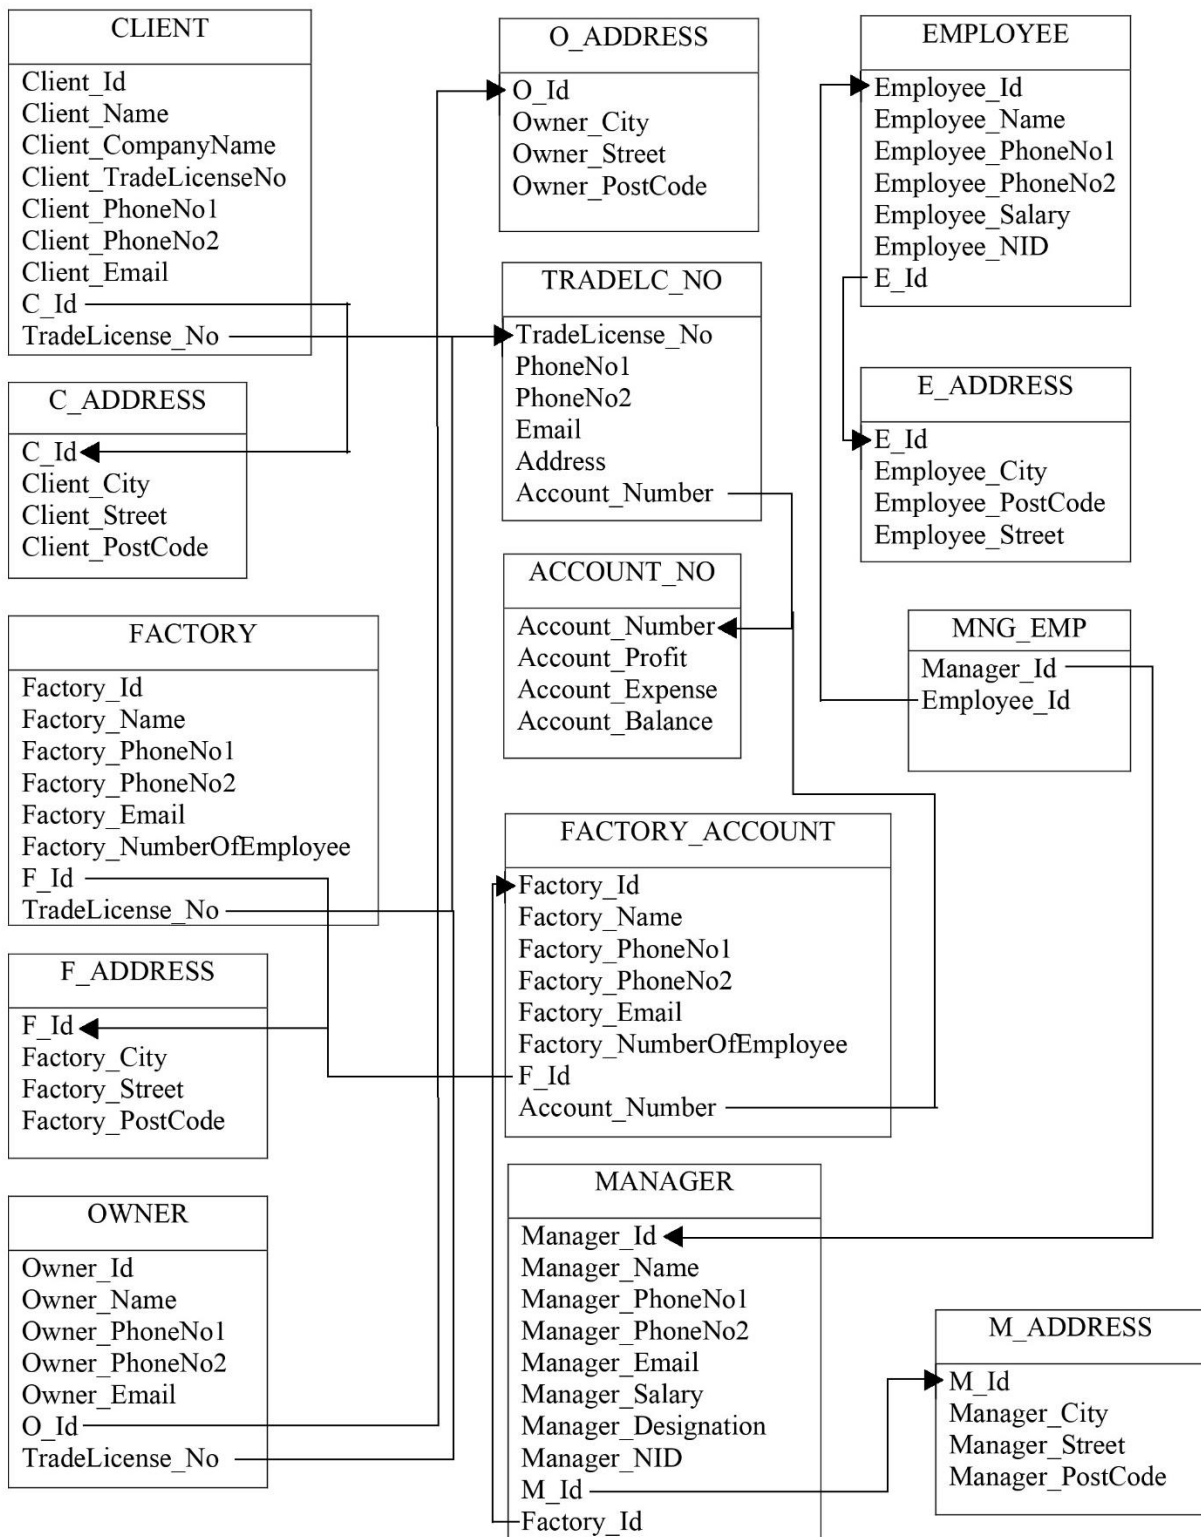 CLIENT
Client_Id
Client_Name
Client_CompanyName
Client_TradeLicenseNo
Client_PhoneNo1
Client_PhoneNo2
Client_Email
C_Id
TradeLicense_No
C_ADDRESS
C_Id
Client_City
Client_Street
Client_PostCode
FACTORY
Factory_Id
Factory_Name
Factory_PhoneNo1
Factory_PhoneNo2
Factory_Email
Factory_NumberOfEmployee
F_Id
TradeLicense_No
F_ADDRESS
F_Id
Factory_City
Factory_Street
Factory_PostCode
OWNER
Owner_Id
Owner_Name
Owner_PhoneNo1
Owner_PhoneNo2
Owner_Email
O_Id
TradeLicense_No
O_ADDRESS
O_Id
Owner_City
Owner_Street
Owner_PostCode
TRADELC_NO
TradeLicense_No
PhoneNo1
PhoneNo2
Email
Address
Account_Number
ACCOUNT_NO
Account_Number
Account_Profit
Account_Expense
Account_Balance
FACTORY_ACCOUNT
Factory_Id
Factory_Name
Factory_PhoneNo1
Factory_PhoneNo2
Factory_Email
Factory_NumberOfEmployee
F_Id
Account_Number
MANAGER
Manager_Id
Manager_Name
Manager_PhoneNo1
Manager_PhoneNo2
Manager_Email
Manager_Salary
Manager_Designation
Manager_NID
M_Id
Factory_Id
EMPLOYEE
Employee_Id
Employee_Name
Employee_PhoneNo1
Employee_PhoneNo2
Employee_Salary
Employee_NID
E_Id
E_ADDRESS
E_Id
Employee_City
Employee_PostCode
Employee_Street
MNG_EMP
Manager_Id
Employee_Id
M_ADDRESS
M_Id
Manager_City
Manager_Street
Manager_PostCode